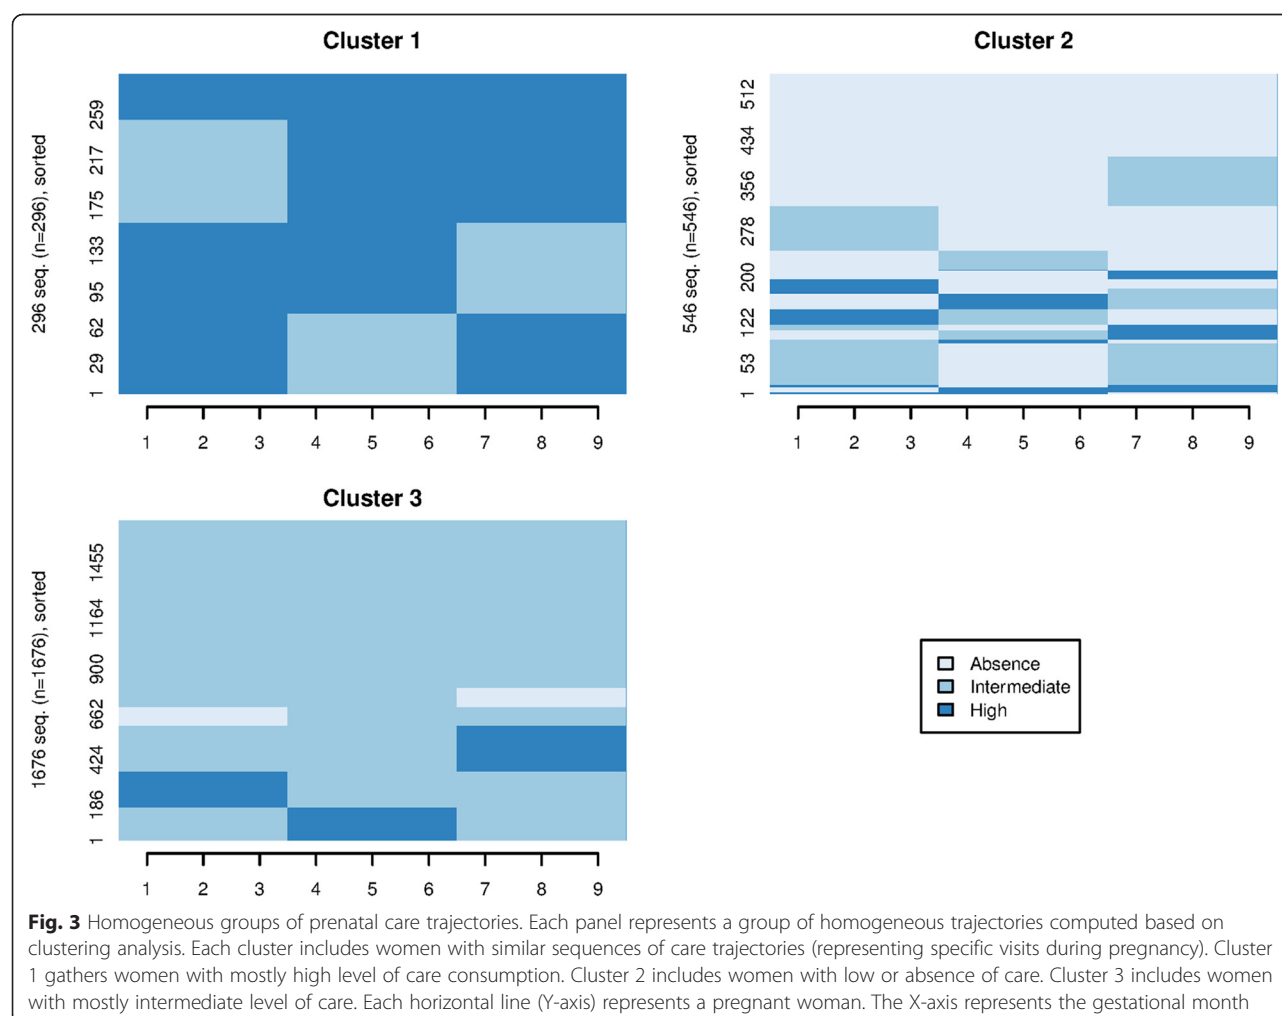 Cluster 1
296 seq. (n=296), sorted
259
217
175
133
95
62
29
1
1 2 3 4 5 6 7 8 9
Cluster 2
546 seq. (n=546), sorted
512
434
356
278
200
122
53
1
1 2 3 4 5 6 7 8 9
Cluster 3
1676 seq. (n=1676), sorted
1455
1164
900
662
424
186
1
1 2 3 4 5 6 7 8 9
Absence
Intermediate
High
Fig. 3 Homogeneous groups of prenatal care trajectories. Each panel represents a group of homogeneous trajectories computed based on
clustering analysis. Each cluster includes women with similar sequences of care trajectories (representing specific visits during pregnancy). Cluster
1 gathers women with mostly high level of care consumption. Cluster 2 includes women with low or absence of care. Cluster 3 includes women
with mostly intermediate level of care. Each horizontal line (Y-axis) represents a pregnant woman. The X-axis represents the gestational month